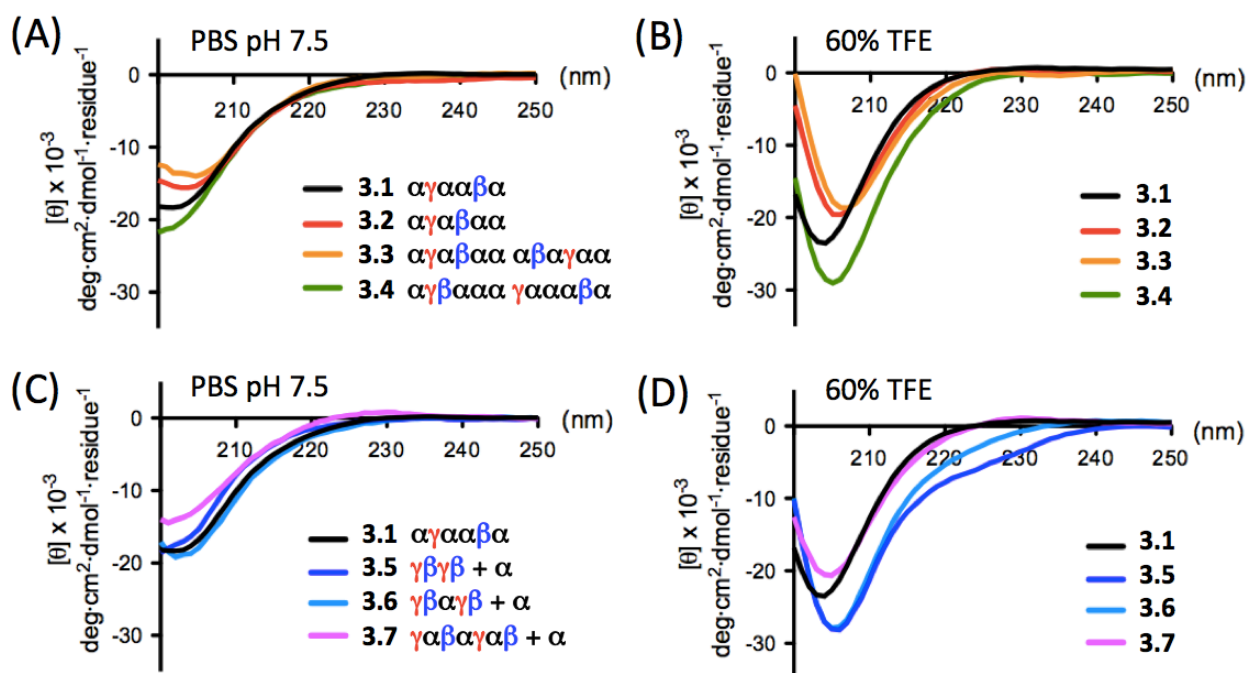 (A)
PBS pH 7.5
[θ] x 10⁻³
deg·cm²·dmol⁻¹·residue⁻¹
0
-10
-20
-30
210
220
230
240
250
(nm)
3.1 αγααβα
3.2 αγαβαα
3.3 αγαβαα αβαγαα
3.4 αγβααα γαααβα
(B)
60% TFE
[θ] x 10⁻³
deg·cm²·dmol⁻¹·residue⁻¹
0
-10
-20
-30
210
220
230
240
250
(nm)
3.1
3.2
3.3
3.4
(C)
PBS pH 7.5
[θ] x 10⁻³
deg·cm²·dmol⁻¹·residue⁻¹
0
-10
-20
-30
210
220
230
240
250
(nm)
3.1 αγααβα
3.5 γβγβ + α
3.6 γβαγβ + α
3.7 γαβαγαβ + α
(D)
60% TFE
[θ] x 10⁻³
deg·cm²·dmol⁻¹·residue⁻¹
0
-10
-20
-30
210
220
230
240
250
(nm)
3.1
3.5
3.6
3.7